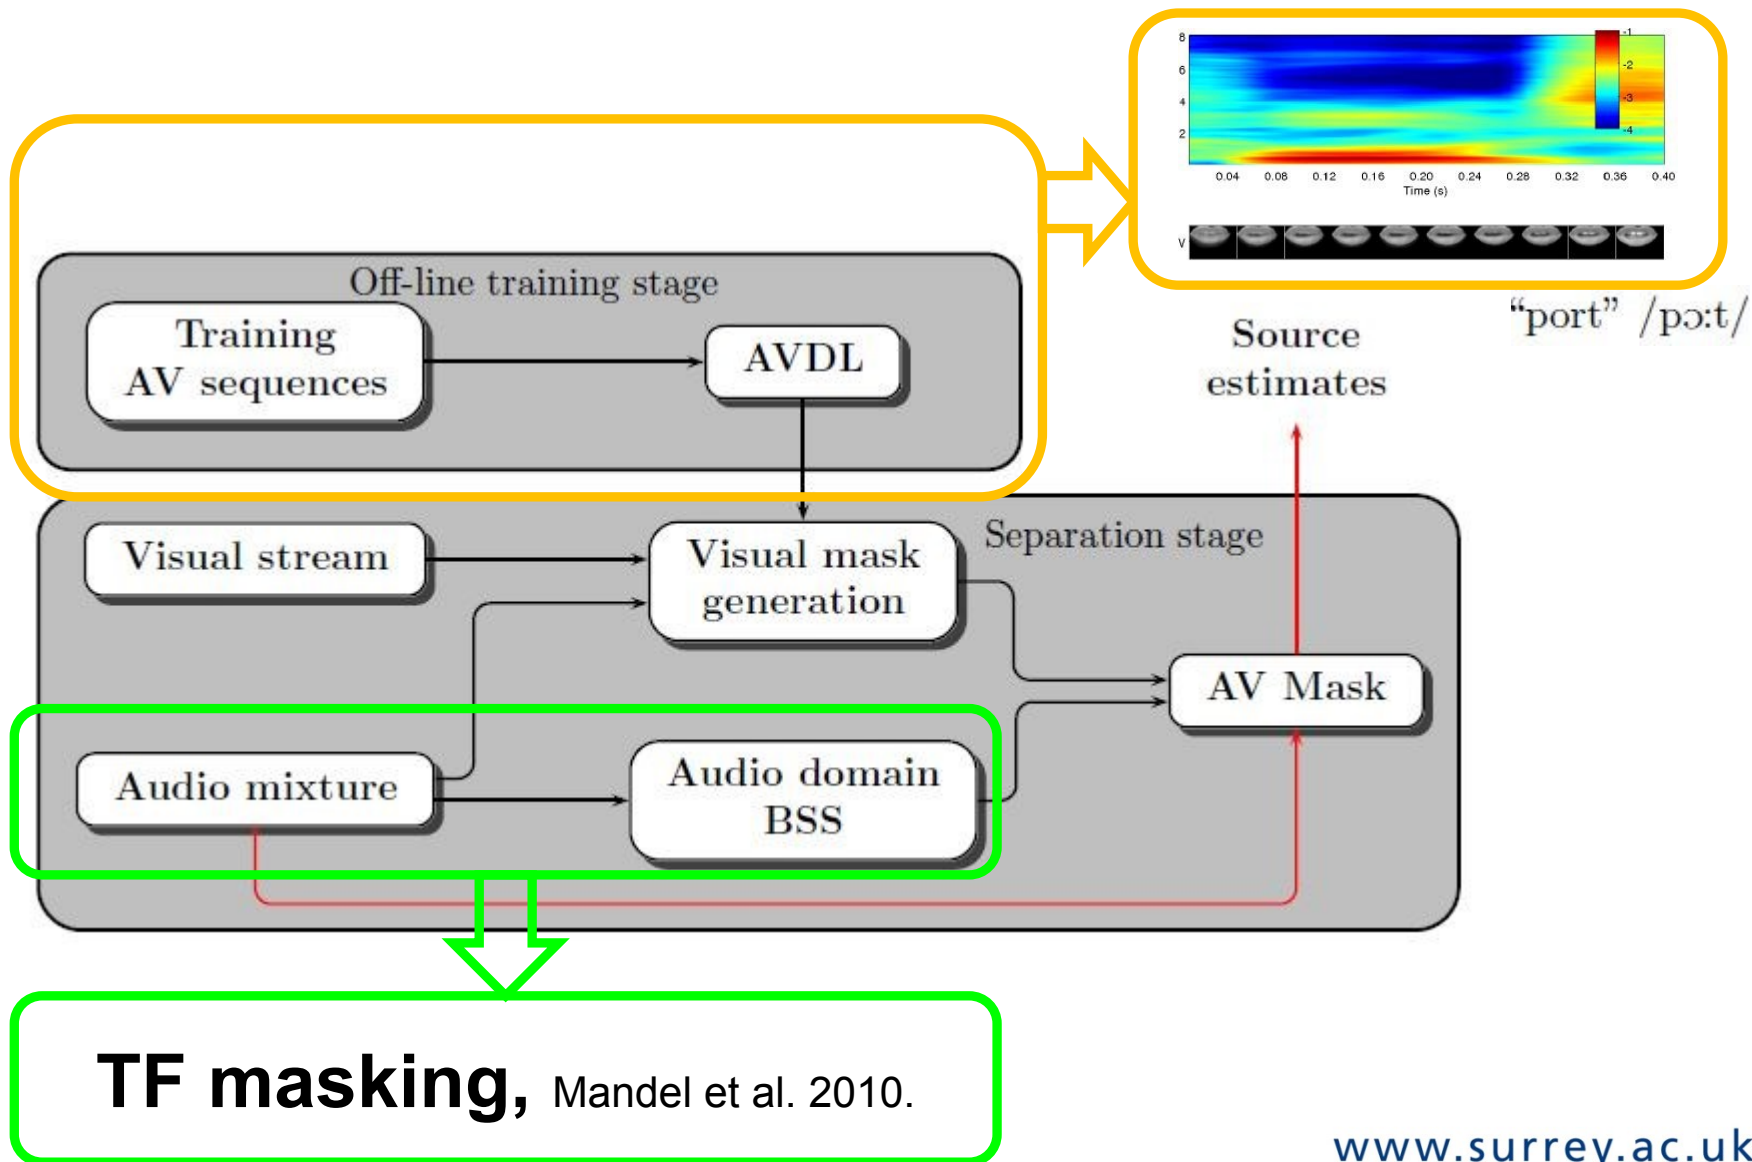 8
6
4
2
-1
-2
-3
-4
0.04 0.08 0.12 0.16 0.20 0.24 0.28 0.32 0.36 0.40
Time (s)
V
“port” /pɔ:t/
Off-line training stage
Training
AV sequences
AVDL
Source
estimates
Separation stage
Visual stream
Visual mask
generation
AV Mask
Audio mixture
Audio domain
BSS
TF masking, Mandel et al. 2010.
www.surrey.ac.uk